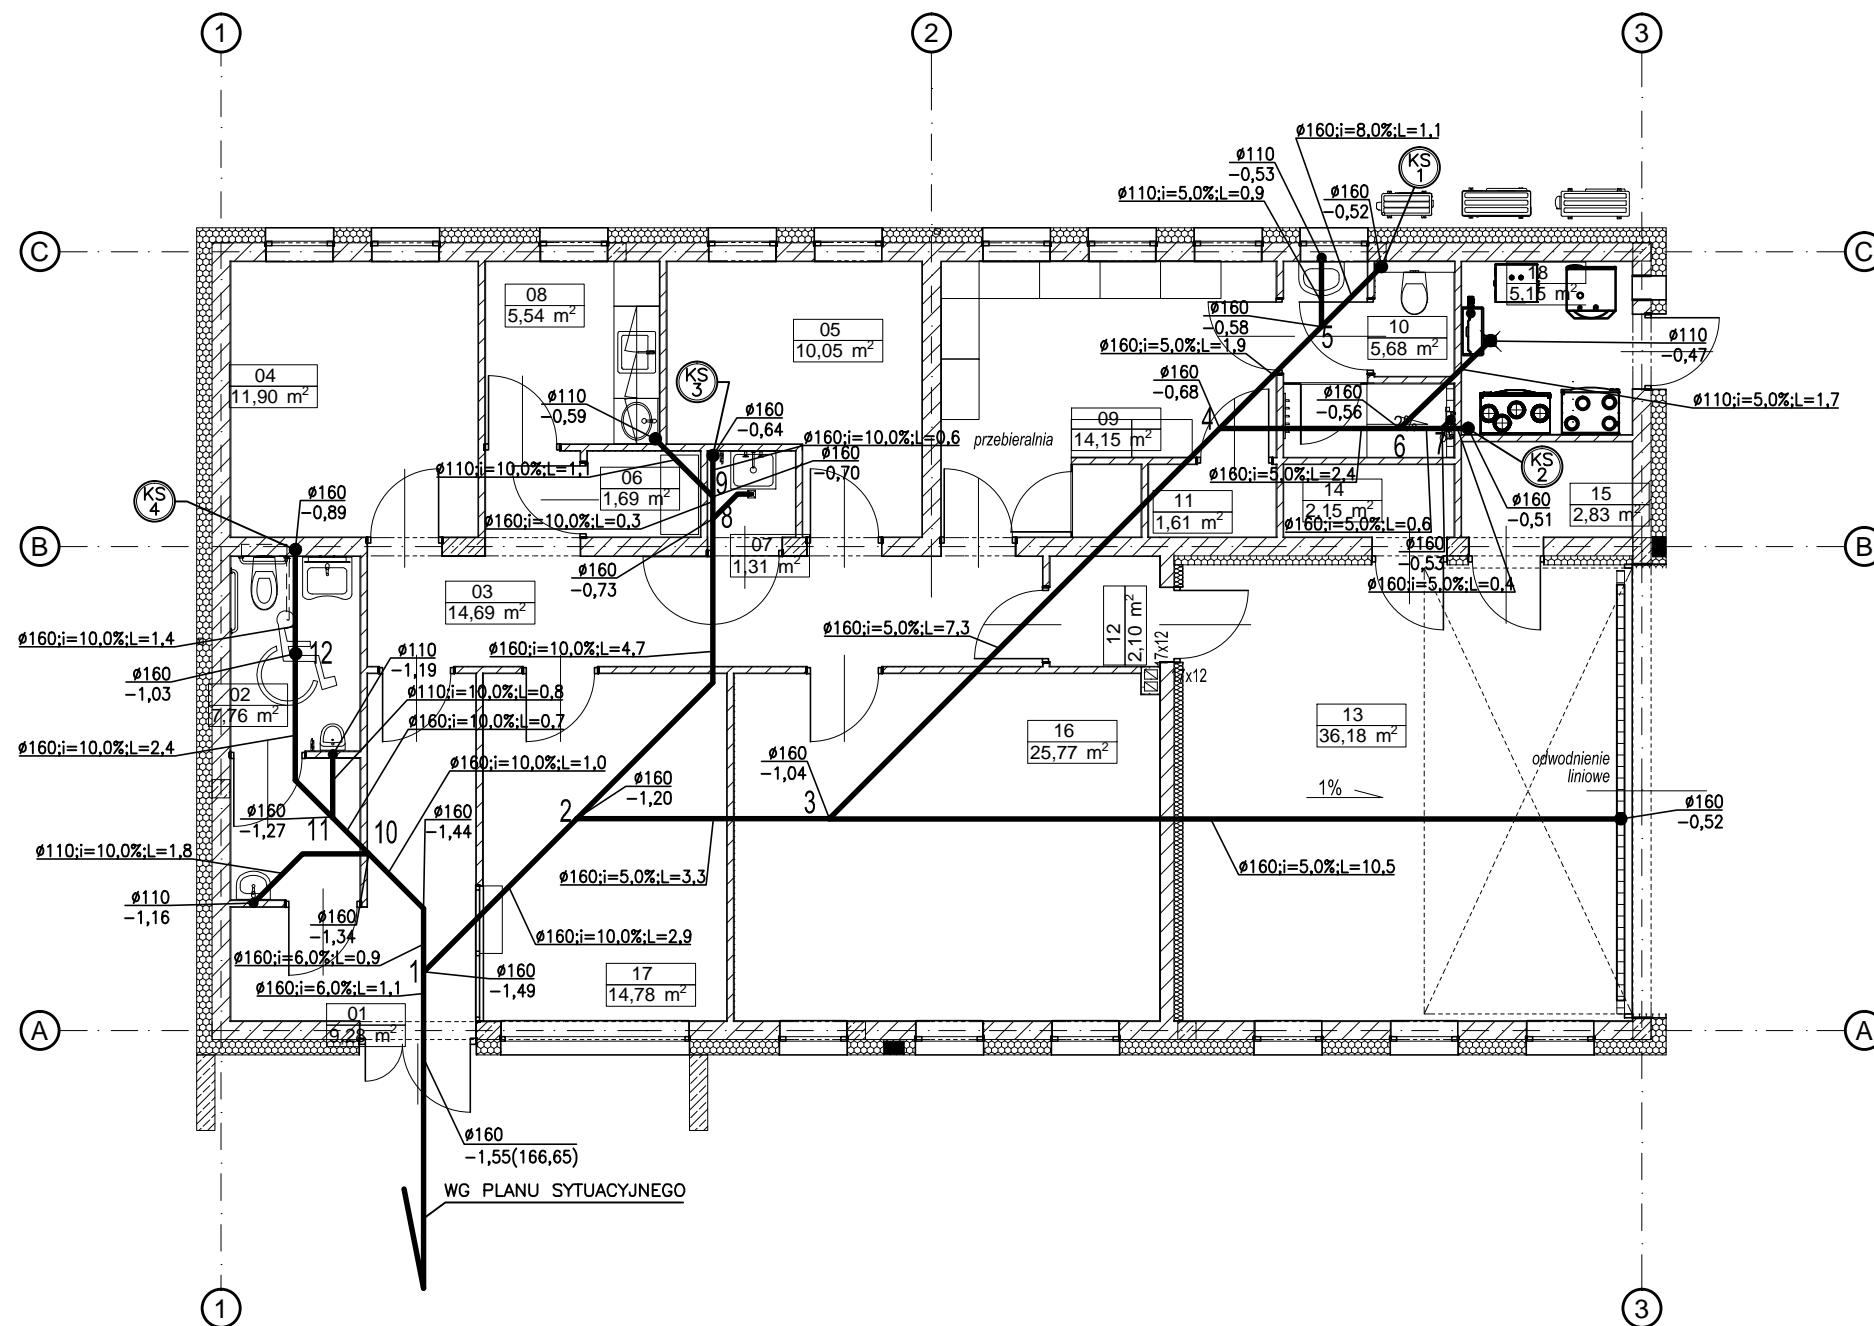 1
2
3
ø160;i=8,0%;L=1,1
KS
1
ø110
-0,53
ø110;i=5,0%;L=0,9
ø160
-0,52
C
C
08
5,54 m²
05
10,05 m²
18
5,15 m²
ø160
-0,58
5
10
5,68 m²
ø110
-0,47
ø160;i=5,0%;L=1,9
04
11,90 m²
KS
3
ø110
-0,59
ø160
-0,64
ø160
-0,68
4
ø160
-0,56
2%
6
7
ø110;i=5,0%;L=1,7
przebieralnia
09
14,15 m²
ø160;i=10,0%;L=0,6
ø160
-0,70
ø110;i=10,0%;L=1,1
06
1,69 m²
9
8
ø160;i=5,0%;L=2,4
KS
2
KS
4
ø160
-0,89
ø160;i=10,0%;L=0,3
11
1,61 m²
14
2,15 m²
ø160
-0,51
15
2,83 m²
ø160;i=5,0%;L=0,6
B
B
07
1,31 m²
ø160
-0,53
ø160;i=5,0%;L=0,4
ø160
-0,73
03
14,69 m²
12
2,10 m²
17x12
17x12
ø160;i=10,0%;L=1,4
12
ø160
-1,03
ø110
-1,19
ø160;i=10,0%;L=4,7
ø160;i=5,0%;L=7,3
02
7,76 m²
ø110;i=10,0%;L=0,8
ø160;i=10,0%;L=0,7
ø160;i=10,0%;L=2,4
ø160;i=10,0%;L=1,0
16
25,77 m²
13
36,18 m²
odwodnienie
liniowe
ø160
-1,04
ø160
-1,20
1%
2
3
ø160
-0,52
ø160
-1,27
11
10
ø160
-1,44
ø110;i=10,0%;L=1,8
ø160;i=5,0%;L=3,3
ø160;i=5,0%;L=10,5
ø110
-1,16
ø160
-1,34
ø160;i=10,0%;L=2,9
ø160;i=6,0%;L=0,9
1
ø160
-1,49
17
14,78 m²
ø160;i=6,0%;L=1,1
01
9,28 m²
A
A
ø160
-1,55(166,65)
WG PLANU SYTUACYJNEGO
1
3